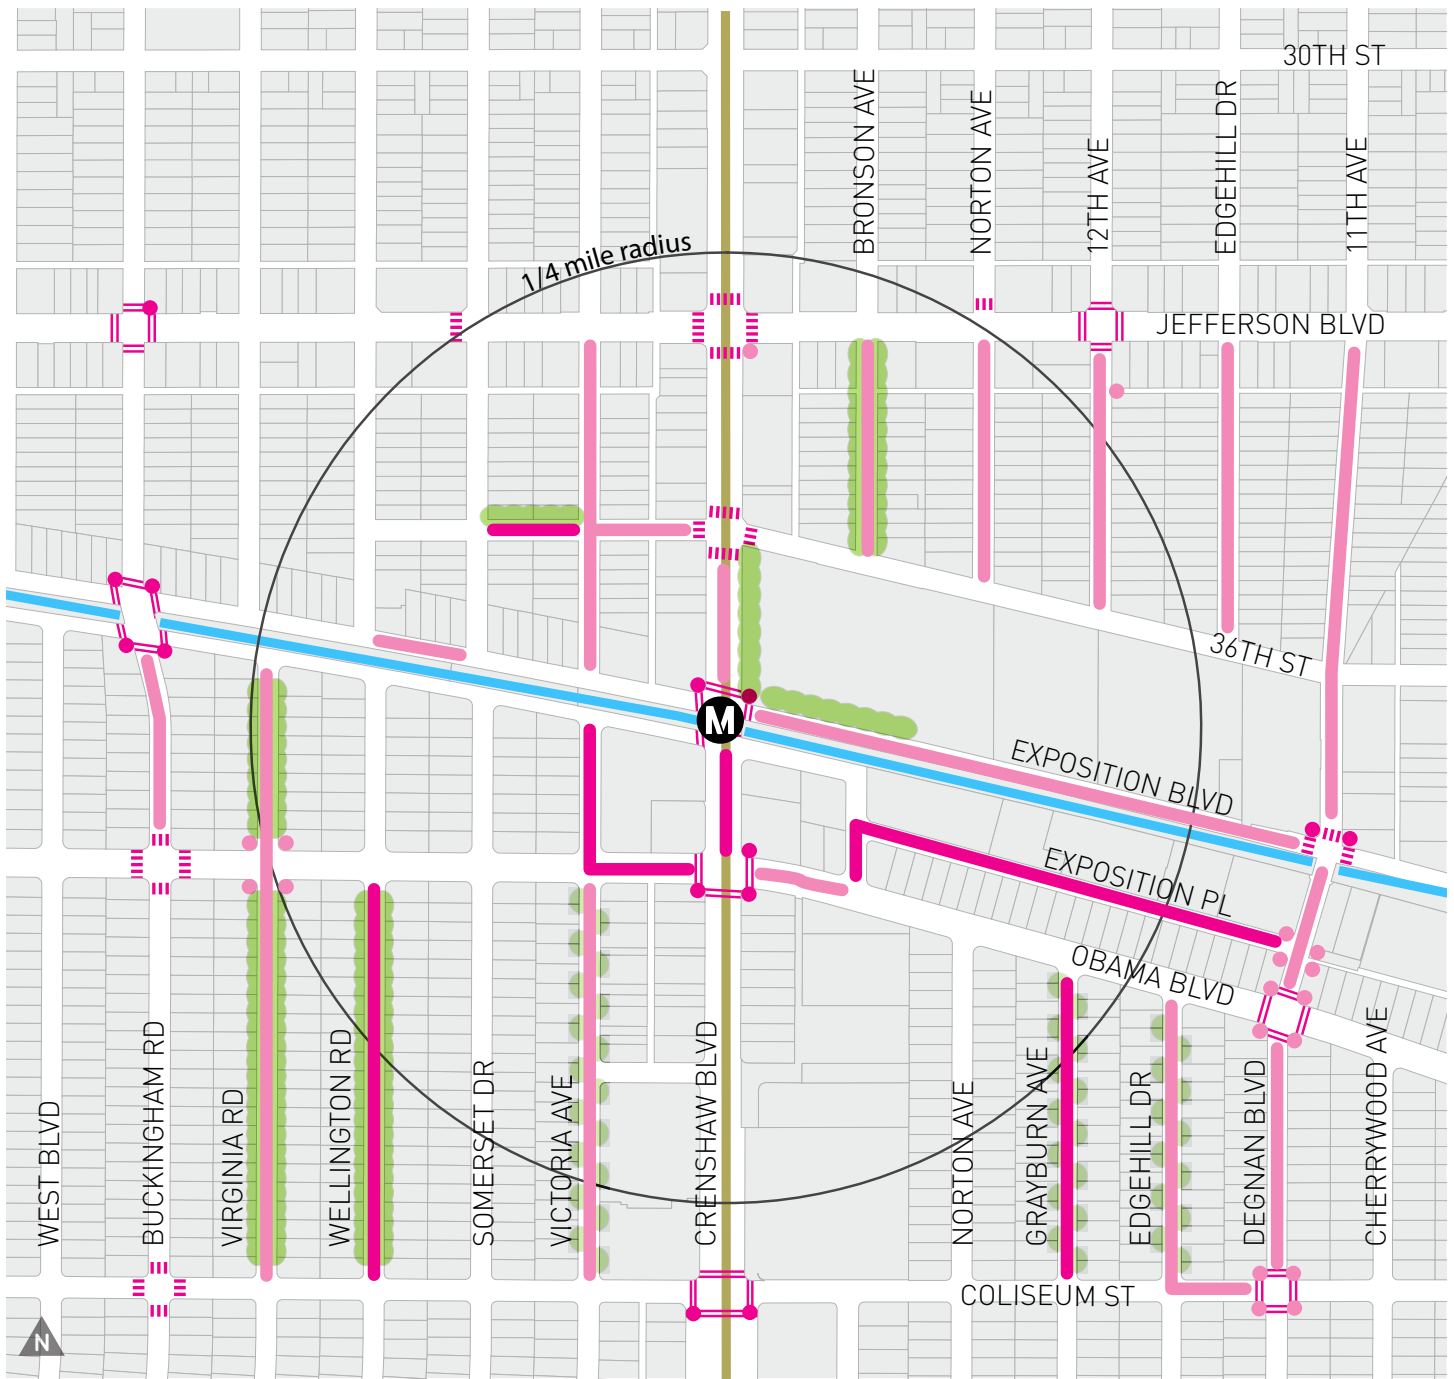 30TH ST
BRONSON AVE
NORTON AVE
12TH AVE
EDGEHILL DR
11TH AVE
1/4 mile radius
JEFFERSON BLVD
36TH ST
M
EXPOSITION BLVD
EXPOSITION PL
OBAMA BLVD
WEST BLVD
BUCKINGHAM RD
VIRGINIA RD
WELLINGTON RD
SOMERSET DR
VICTORIA AVE
CRENSHAW BLVD
NORTON AVE
GRAYBURN AVE
EDGEHILL DR
DEGNAN BLVD
CHERRYWOOD AVE
COLISEUM ST
N